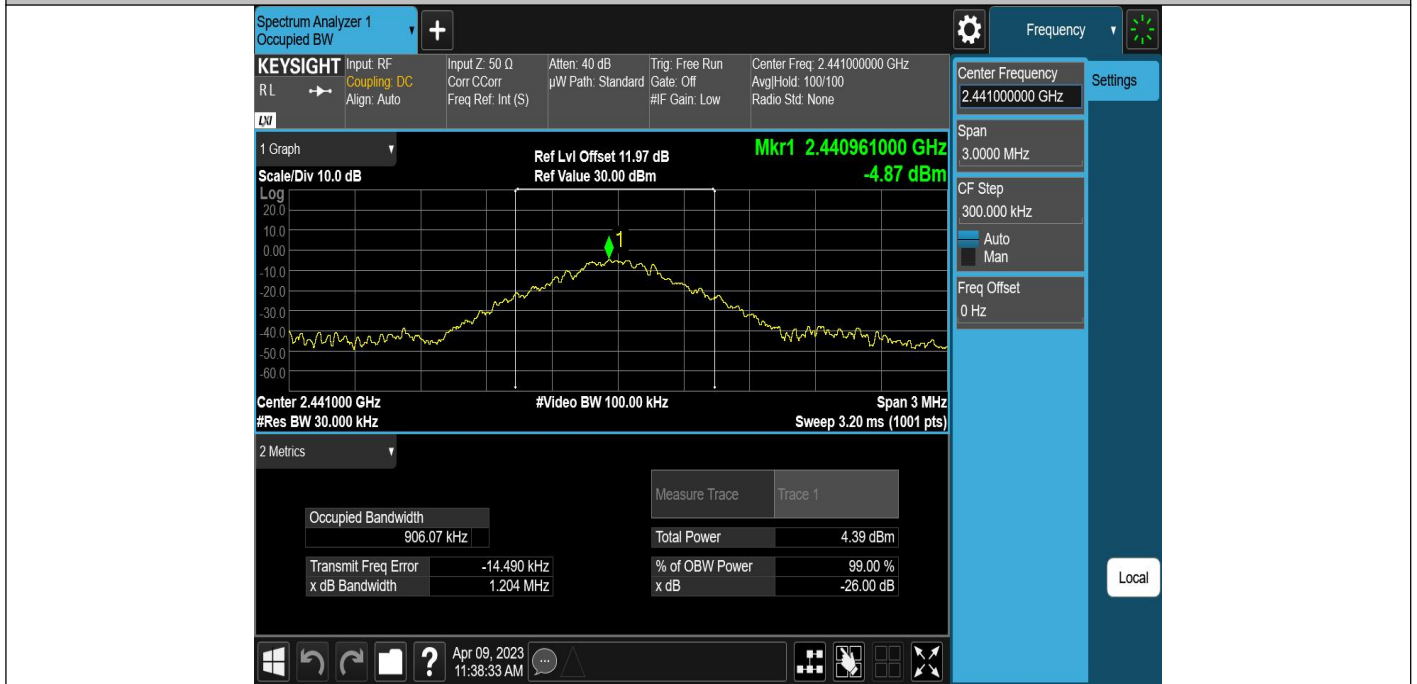 Spectrum Analyzer 1
Occupied BW
+
Frequency
KEYSIGHT
RL
LXI
Input: RF
Coupling: DC
Align: Auto
Input Z: 50 Ω
Corr CCorr
Freq Ref: Int (S)
Atten: 40 dB
µW Path: Standard
Trig: Free Run
Gate: Off
#IF Gain: Low
Center Freq: 2.441000000 GHz
Avg|Hold: 100/100
Radio Std: None
Center Frequency
2.441000000 GHz
Settings
Span
3.0000 MHz
CF Step
300.000 kHz
Auto
Man
Freq Offset
0 Hz
1 Graph
Scale/Div 10.0 dB
Ref Lvl Offset 11.97 dB
Ref Value 30.00 dBm
Mkr1 2.440961000 GHz
-4.87 dBm
Log
20.0
10.0
0.00
-10.0
-20.0
-30.0
-40.0
-50.0
-60.0
1
Center 2.441000 GHz
#Res BW 30.000 kHz
#Video BW 100.00 kHz
Span 3 MHz
Sweep 3.20 ms (1001 pts)
2 Metrics
Measure Trace Trace 1
Occupied Bandwidth
906.07 kHz
Total Power 4.39 dBm
Transmit Freq Error -14.490 kHz
% of OBW Power 99.00 %
x dB Bandwidth 1.204 MHz
x dB -26.00 dB
Local
?
Apr 09, 2023
11:38:33 AM